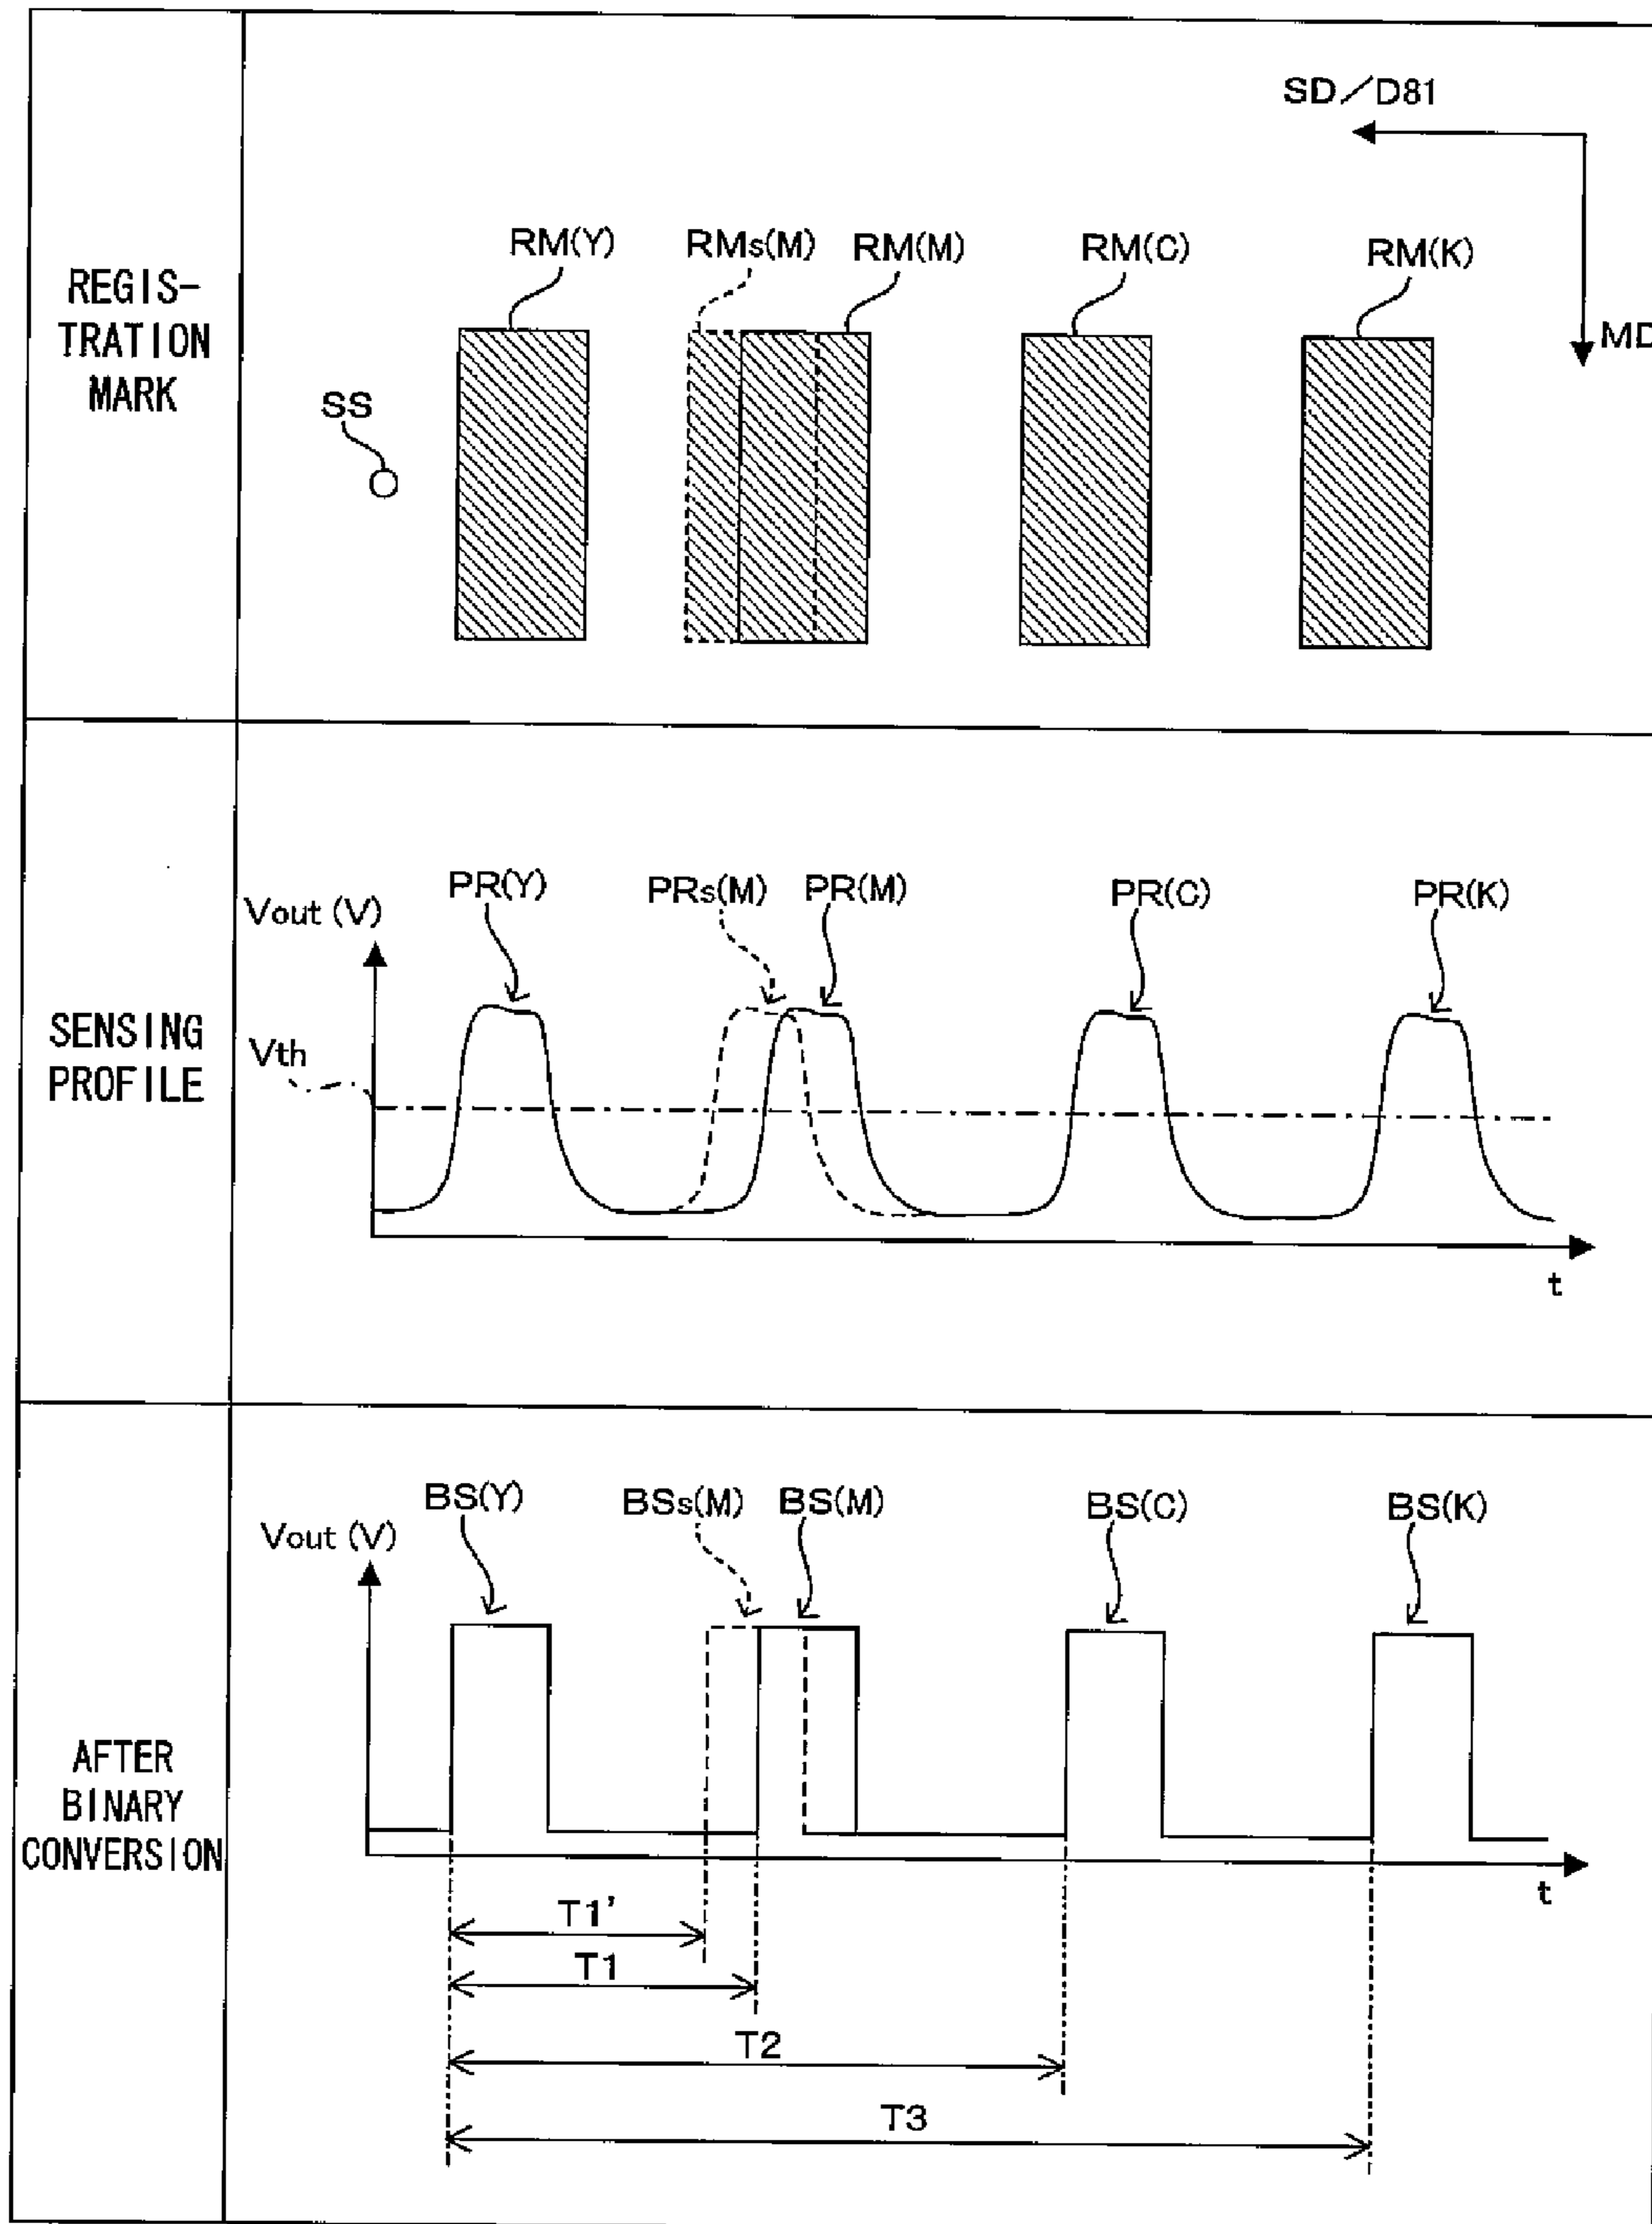 REGIS-
TRATION
MARK
SD/D81
MD
RM(Y)
RMs(M)
RM(M)
RM(C)
RM(K)
SS
SENSING
PROFILE
Vout (V)
Vth
PR(Y)
PRs(M)
PR(M)
PR(C)
PR(K)
t
AFTER
BINARY
CONVERSION
Vout (V)
BS(Y)
BSs(M)
BS(M)
BS(C)
BS(K)
t
T1'
T1
T2
T3